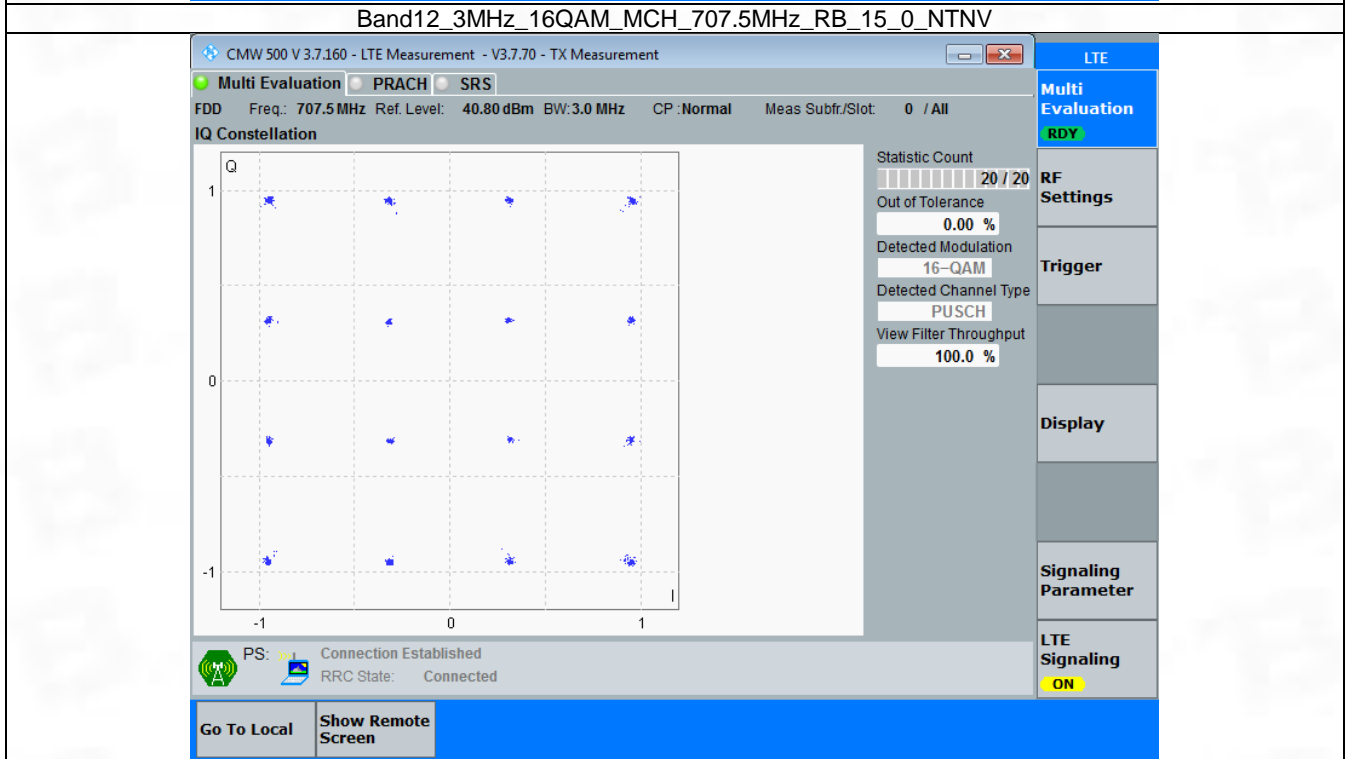 Band12_3MHz_16QAM_MCH_707.5MHz_RB_15_0_NTNV
CMW 500 V 3.7.160 - LTE Measurement - V3.7.70 - TX Measurement
LTE
Multi Evaluation PRACH SRS
FDD Freq.: 707.5 MHz Ref. Level: 40.80 dBm BW: 3.0 MHz CP : Normal Meas Subfr./Slot: 0 / All
IQ Constellation
Q
1
0
-1
-1 0 1
I
Statistic Count
20 / 20
Out of Tolerance
0.00 %
Detected Modulation
16-QAM
Detected Channel Type
PUSCH
View Filter Throughput
100.0 %
Multi
Evaluation
RDY
RF
Settings
Trigger
Display
Signaling
Parameter
LTE
Signaling
ON
PS: Connection Established
RRC State: Connected
Go To Local
Show Remote
Screen